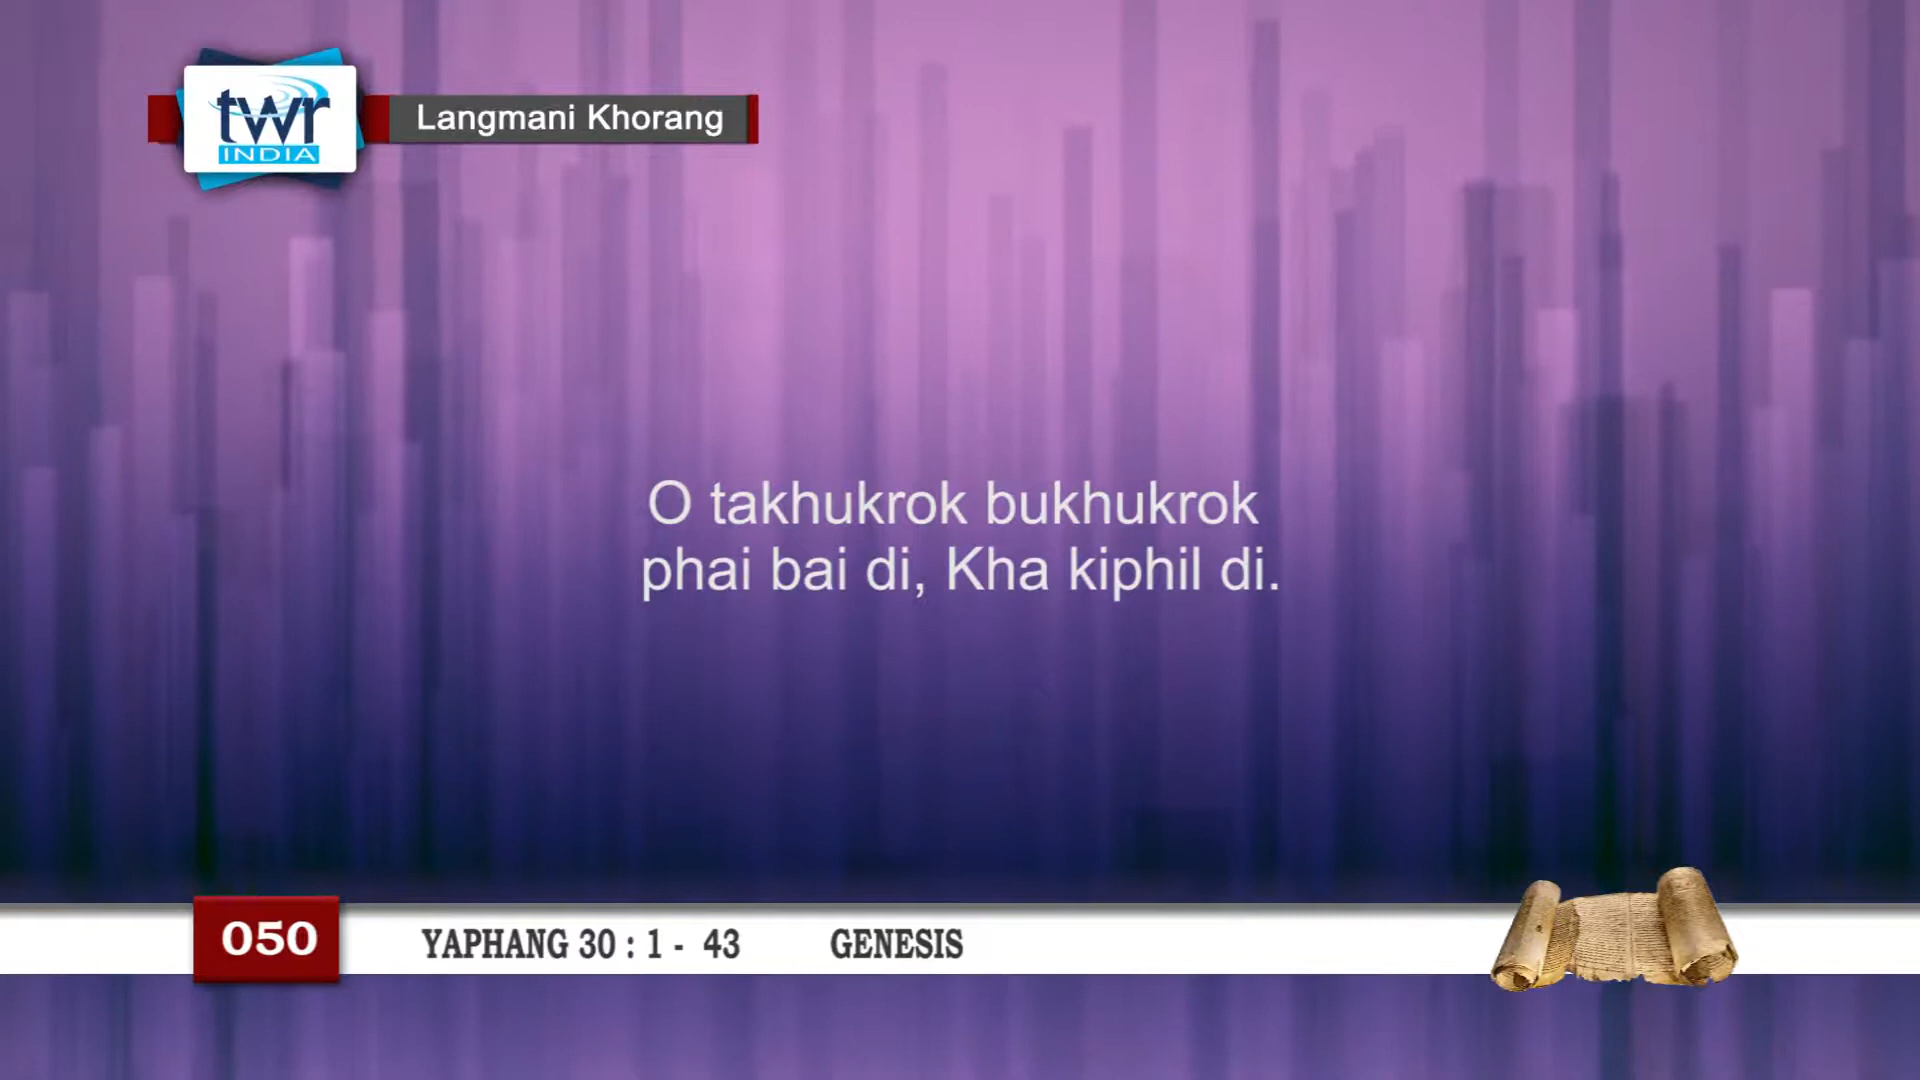 twr
INDIA
Langmani Khorang
O takhukrok bukhukrok
phai bai di, Kha kiphil di.
050
YAPHANG 30 : 1 - 43
GENESIS